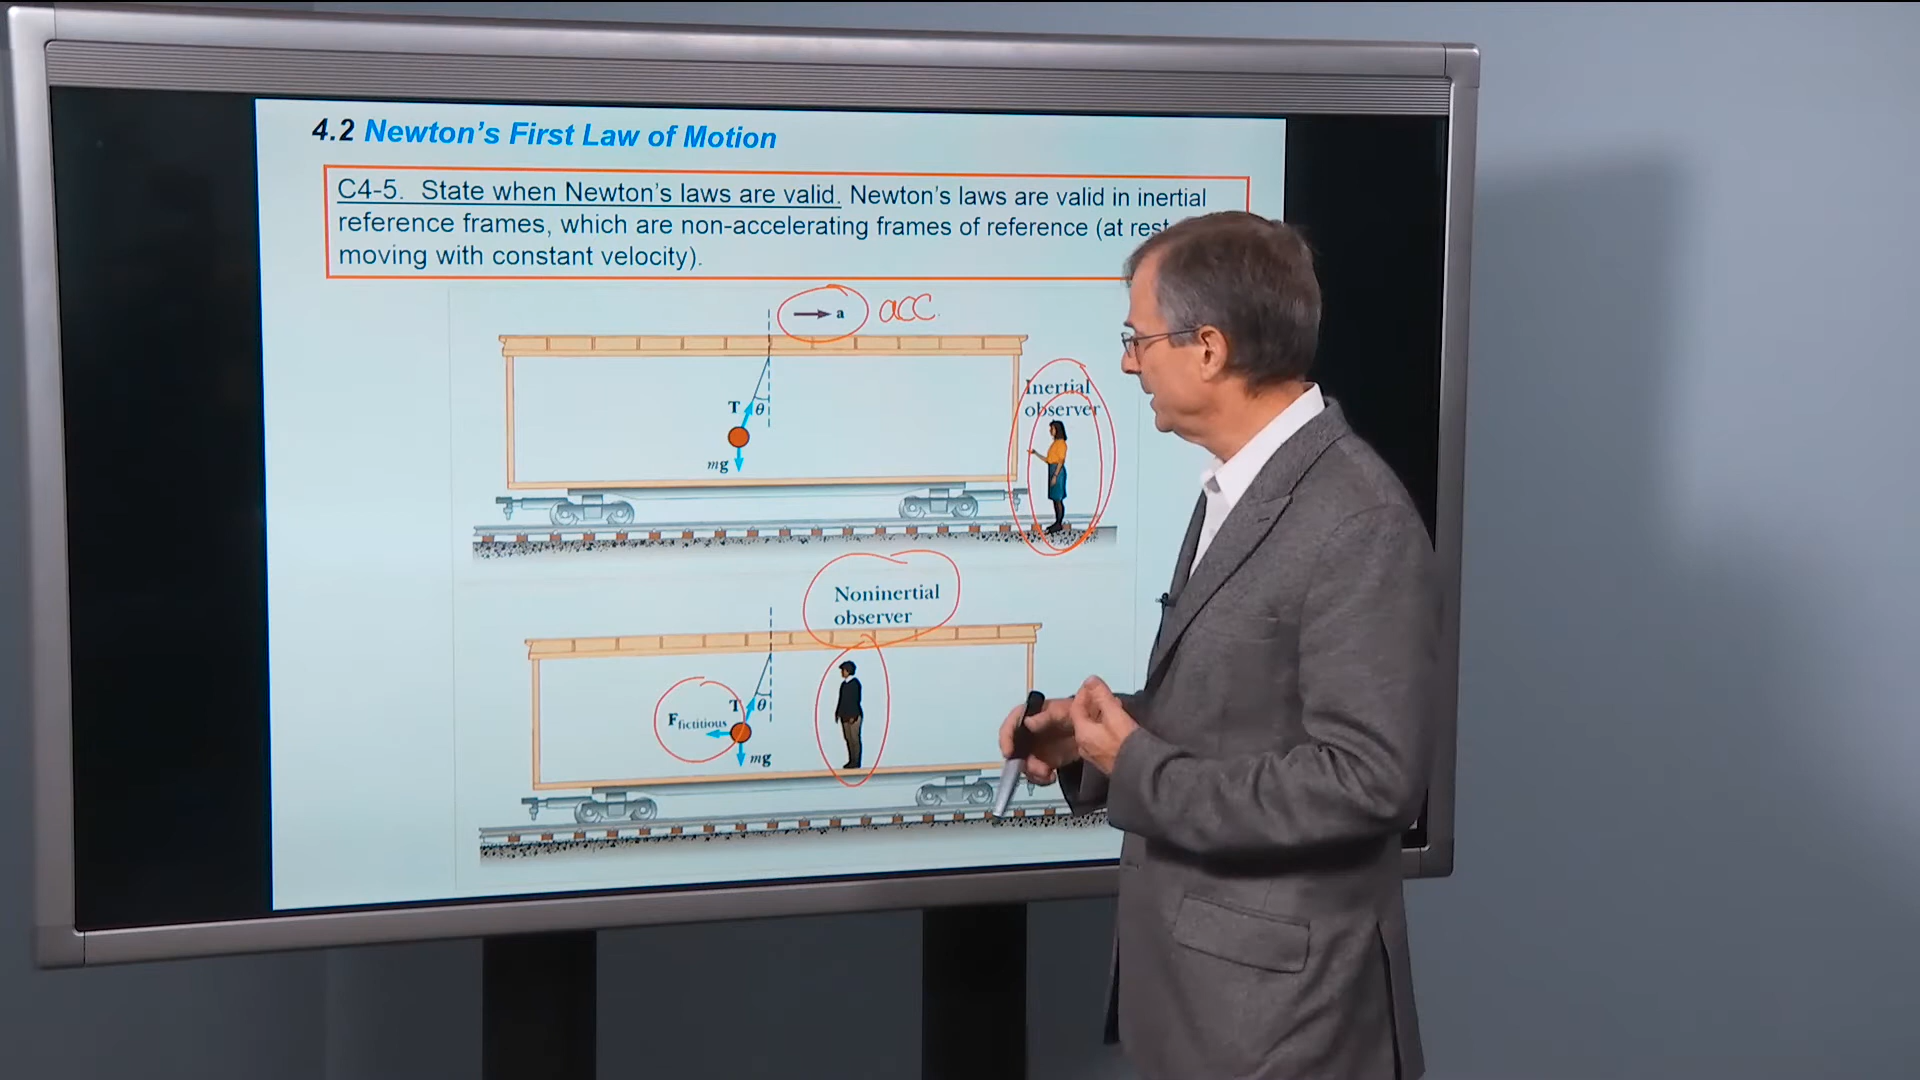 4.2 Newton's First Law of Motion
C4-5. State when Newton's laws are valid. Newton's laws are valid in inertial
reference frames, which are non-accelerating frames of reference (at rest
moving with constant velocity).
a acc.
Inertial
observer
T θ
mg
Noninertial
observer
T θ
Ffictitious
mg